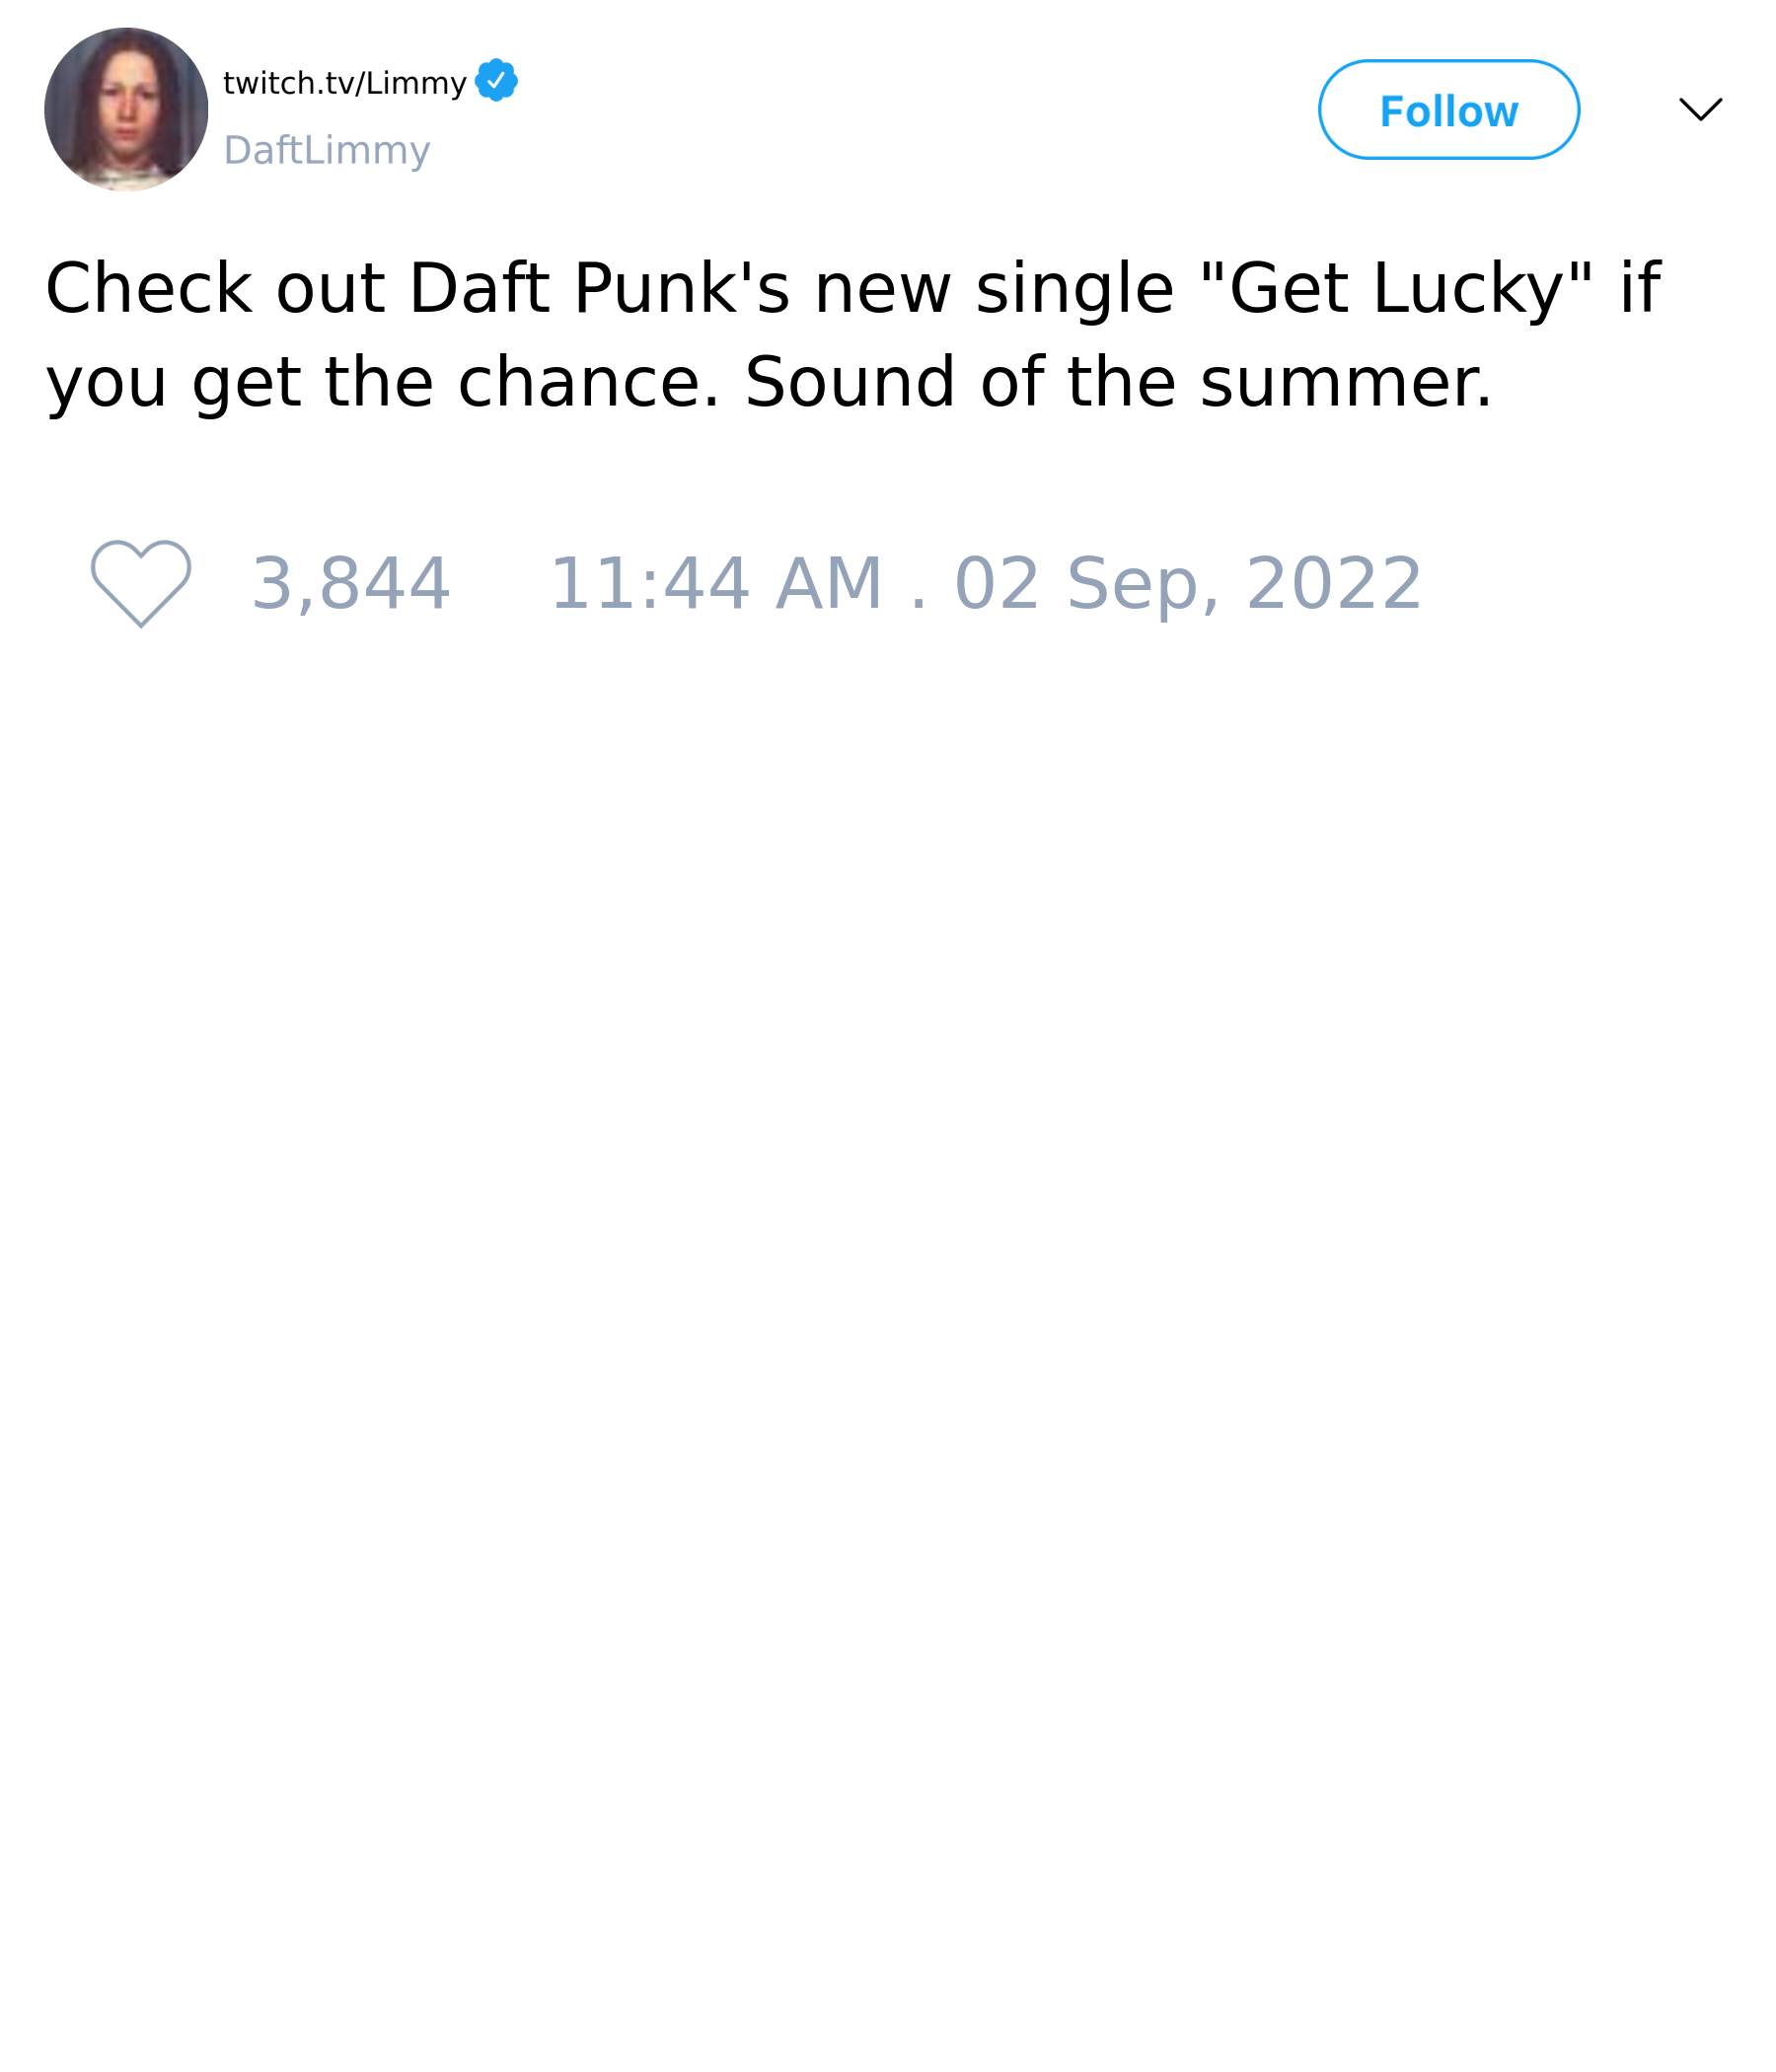 twitch.tv/Limmy
DaftLimmy
Follow
Check out Daft Punk's new single "Get Lucky" if
you get the chance. Sound of the summer.
3,844 11:44 AM . 02 Sep, 2022